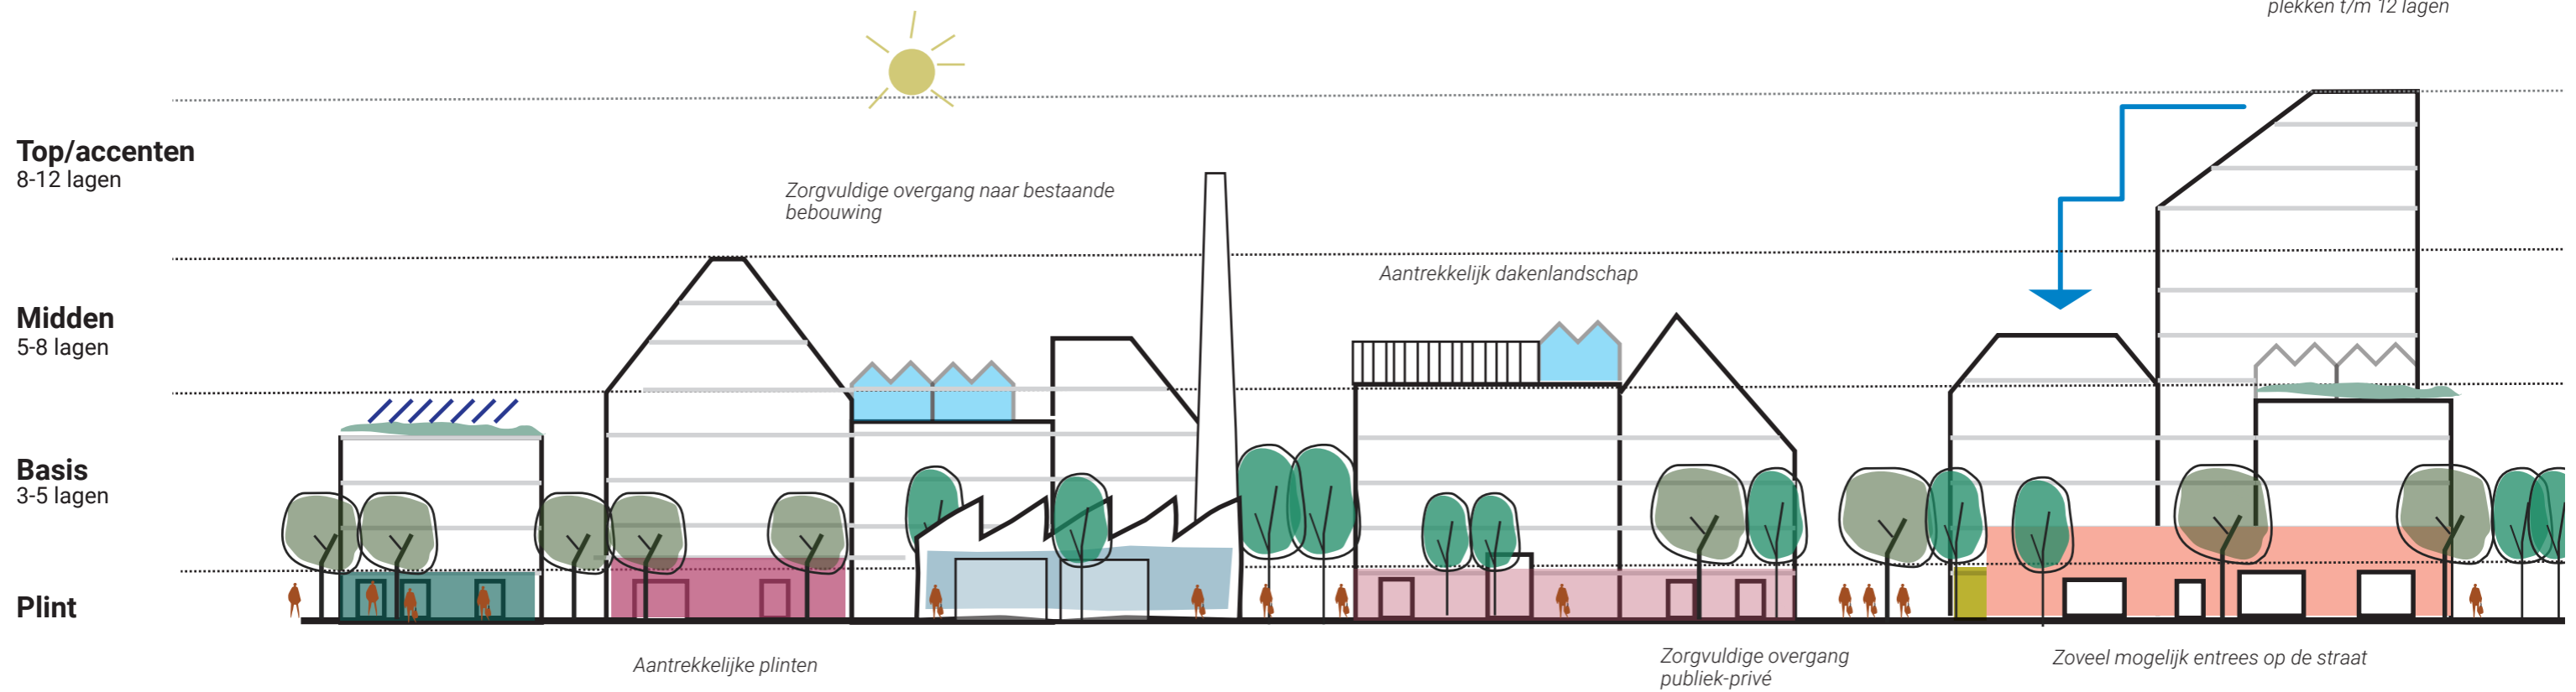 plekken t/m 12 lagen
Top/accenten
8-12 lagen
Zorgvuldige overgang naar bestaande
bebouwing
Aantrekkelijk dakenlandschap
Midden
5-8 lagen
Basis
3-5 lagen
Plint
Aantrekkelijke plinten
Zorgvuldige overgang
publiek-privé
Zoveel mogelijk entrees op de straat